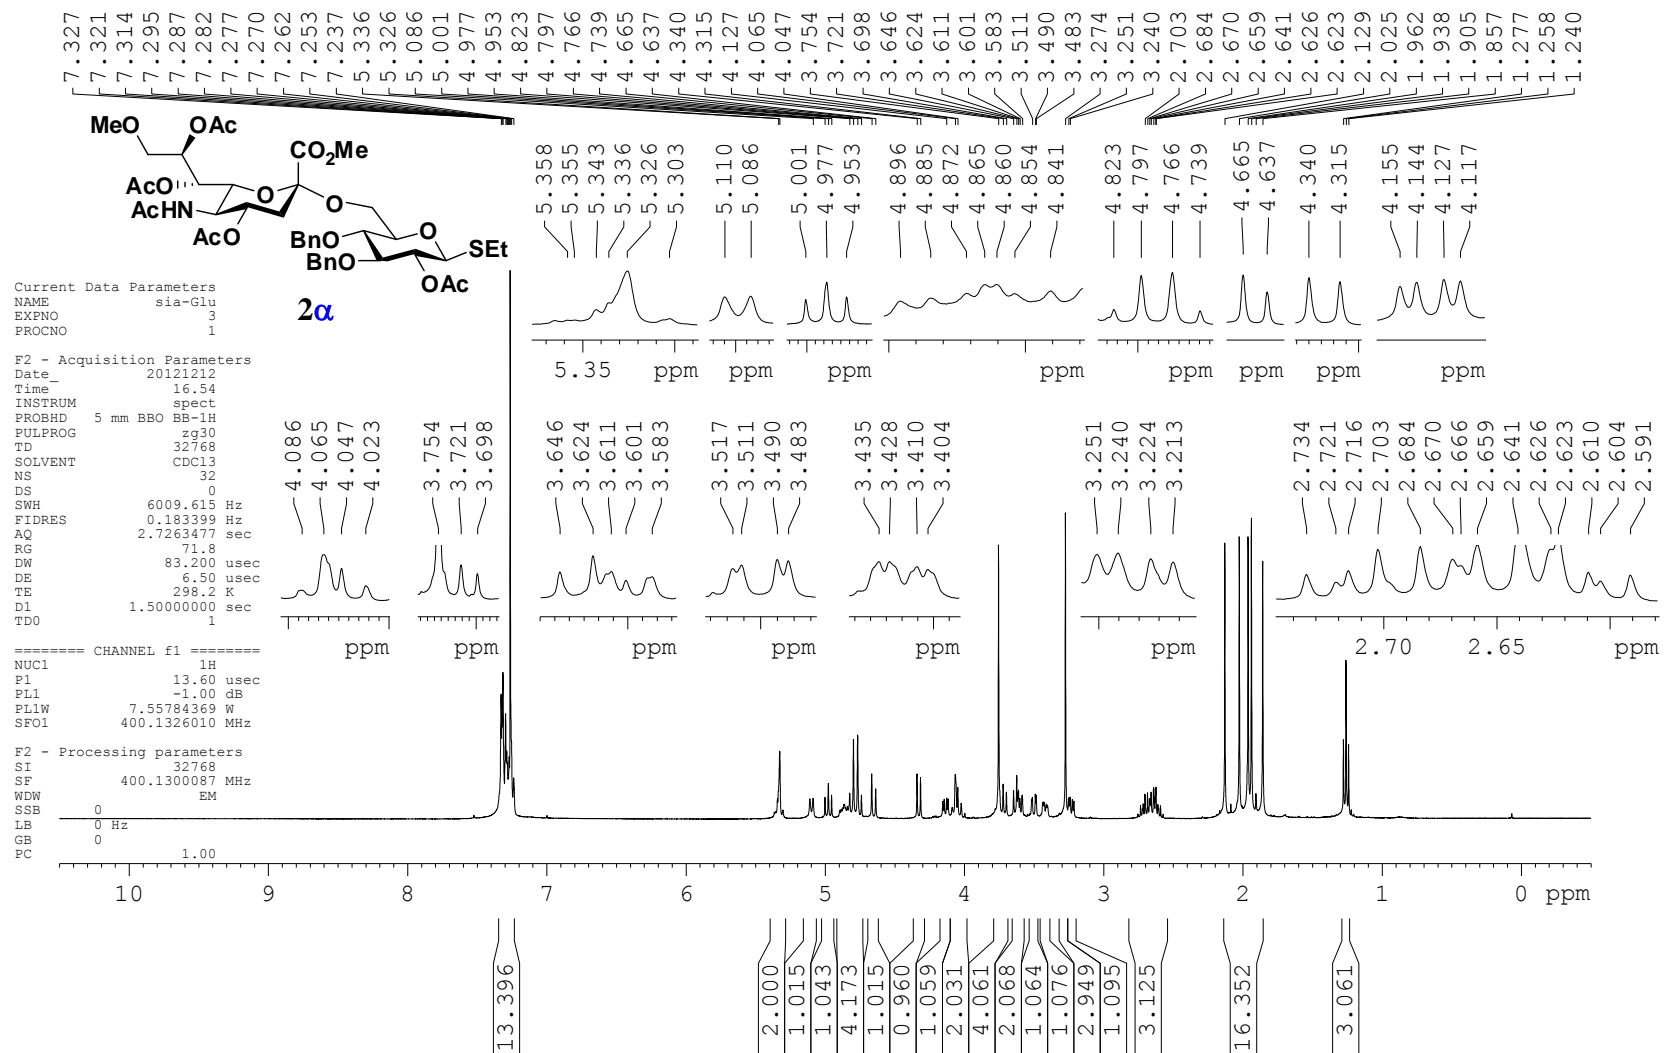 7.327 7.321 7.314 7.295 7.287 7.282 7.277 7.270 7.262 7.253 7.237 5.336 5.326 5.086 5.001 4.977 4.953 4.823 4.797 4.766 4.739 4.665 4.637 4.340 4.315 4.127 4.065 4.047 3.754 3.721 3.698 3.646 3.624 3.611 3.601 3.583 3.511 3.490 3.483 3.274 3.251 3.240 2.703 2.684 2.670 2.659 2.641 2.626 2.623 2.129 2.025 1.962 1.938 1.905 1.857 1.277 1.258 1.240
MeO OAc
CO2Me
AcO O
AcHN O
AcO BnO O
BnO SEt
OAc
2α
5.358 5.355 5.343 5.336 5.326 5.303
5.110 5.086
5.001 4.977 4.953
4.896 4.885 4.872 4.865 4.860 4.854 4.841
4.823 4.797 4.766 4.739
4.665 4.637
4.340 4.315
4.155 4.144 4.127 4.117
5.35 ppm ppm ppm ppm ppm ppm ppm ppm
Current Data Parameters
NAME sia-Glu
EXPNO 3
PROCNO 1
F2 - Acquisition Parameters
Date_ 20121212
Time 16.54
INSTRUM spect
PROBHD 5 mm BBO BB-1H
PULPROG zg30
TD 32768
SOLVENT CDCl3
NS 32
DS 0
SWH 6009.615 Hz
FIDRES 0.183399 Hz
AQ 2.7263477 sec
RG 71.8
DW 83.200 usec
DE 6.50 usec
TE 298.2 K
D1 1.50000000 sec
TD0 1
======== CHANNEL f1 ========
NUC1 1H
P1 13.60 usec
PL1 -1.00 dB
PL1W 7.55784369 W
SFO1 400.1326010 MHz
F2 - Processing parameters
SI 32768
SF 400.1300087 MHz
WDW EM
SSB 0
LB 0 Hz
GB 0
PC 1.00
4.086 4.065 4.047 4.023
3.754 3.721 3.698
3.646 3.624 3.611 3.601 3.583
3.517 3.511 3.490 3.483
3.435 3.428 3.410 3.404
3.251 3.240 3.224 3.213
2.734 2.721 2.716 2.703 2.684 2.670 2.666 2.659 2.641 2.626 2.623 2.610 2.604 2.591
ppm ppm ppm ppm ppm ppm 2.70 2.65 ppm
10 9 8 7 6 5 4 3 2 1 0 ppm
13.396 2.000 1.015 1.043 4.173 1.015 0.960 1.059 2.031 4.061 2.068 1.064 1.076 2.949 1.095 3.125 16.352 3.061